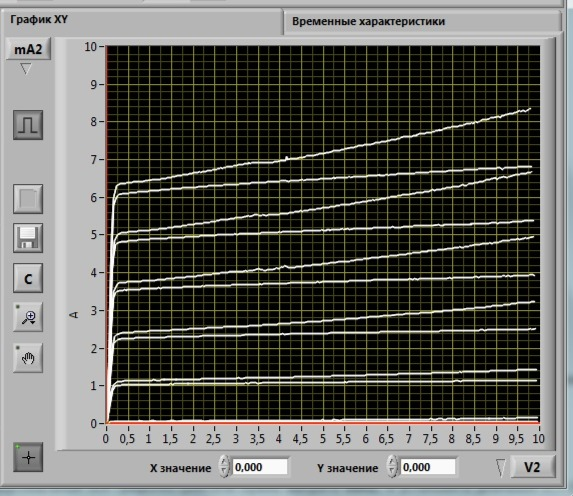 График XY
Временные характеристики
mA2
10
9
8
7
6
5
4
3
2
1
0
A
C
0 0,5 1 1,5 2 2,5 3 3,5 4 4,5 5 5,5 6 6,5 7 7,5 8 8,5 9 9,5 10
X значение 0,000 Y значение 0,000 V2